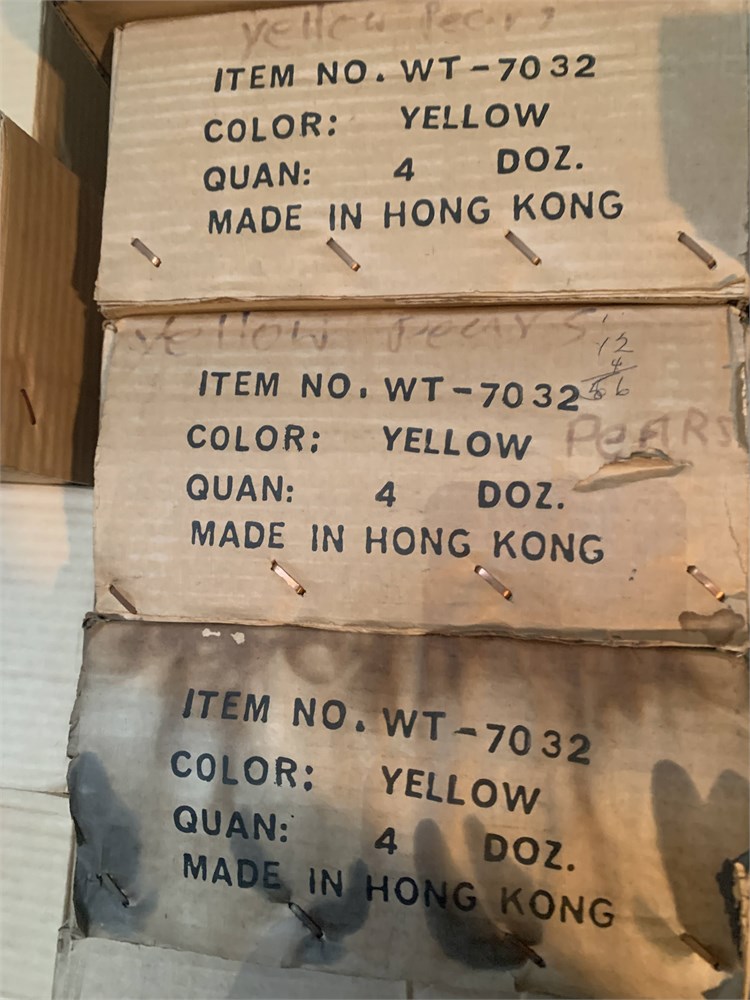 yellow Pears
ITEM NO. WT-7032
COLOR: YELLOW
QUAN: 4 DOZ.
MADE IN HONG KONG
yellow Pears
12
4
ITEM NO. WT-7032
COLOR: YELLOW PeARS
QUAN: 4 DOZ.
MADE IN HONG KONG
ITEM NO. WT-7032
COLOR: YELLOW
QUAN: 4 DOZ.
MADE IN HONG KONG